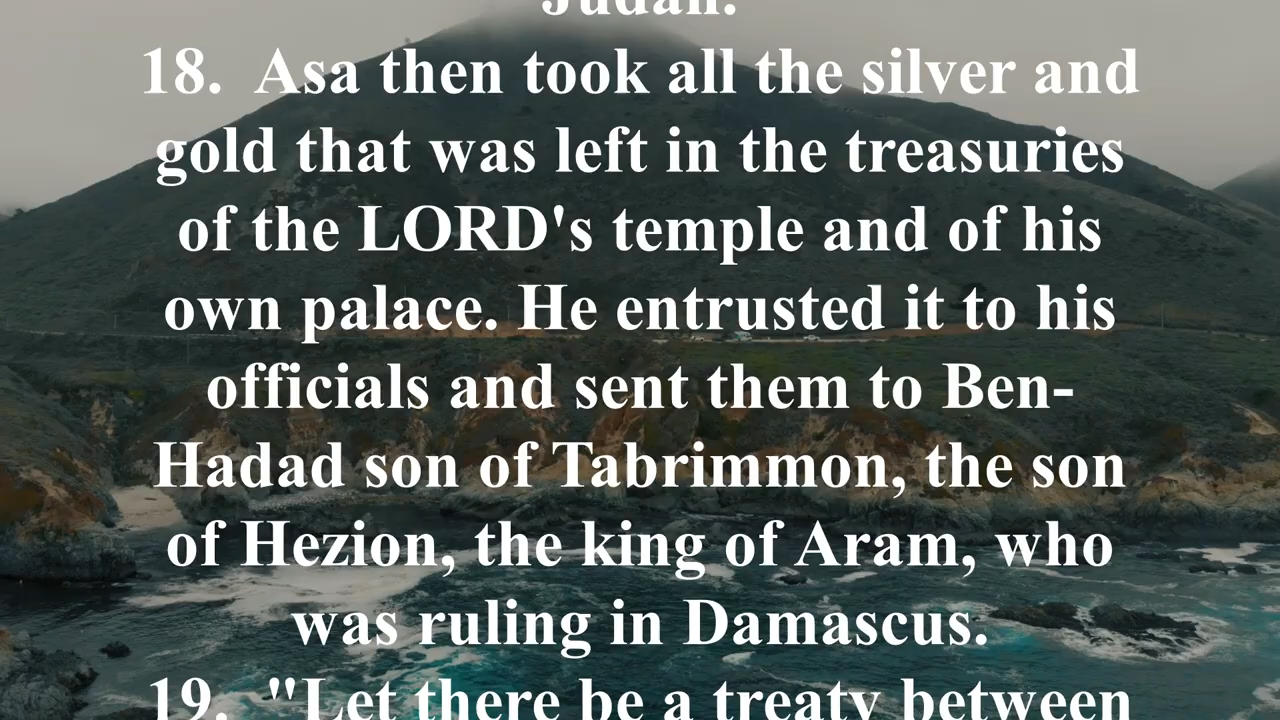 Judah.
18.  Asa then took all the silver and
gold that was left in the treasuries
of the LORD's temple and of his
own palace. He entrusted it to his
officials and sent them to Ben-
Hadad son of Tabrimmon, the son
of Hezion, the king of Aram, who
was ruling in Damascus.
19.  "Let there be a treaty between